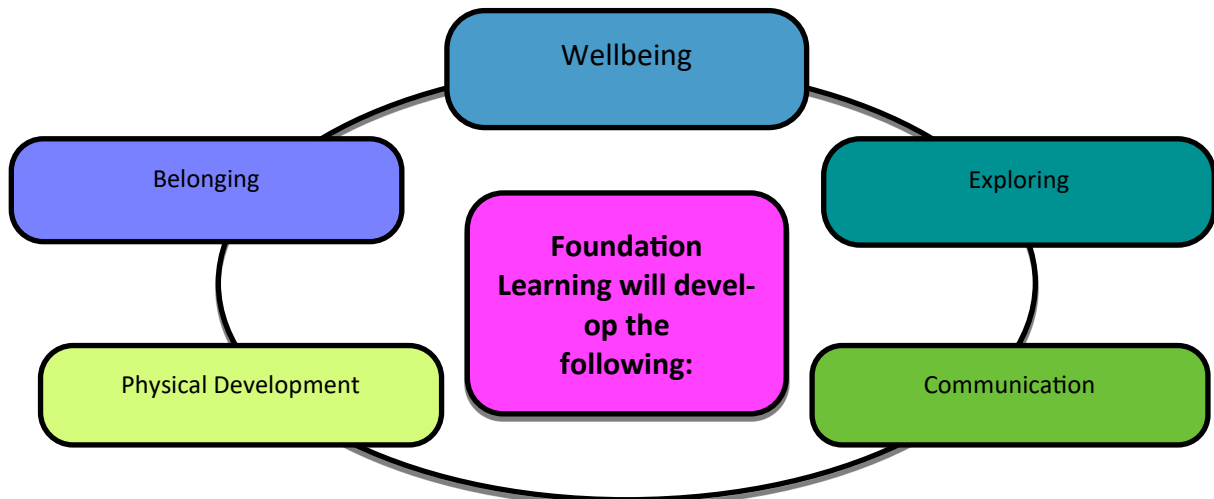 Wellbeing
Belonging
Exploring
Foundation
Learning will devel-
op the
following:
Physical Development
Communication